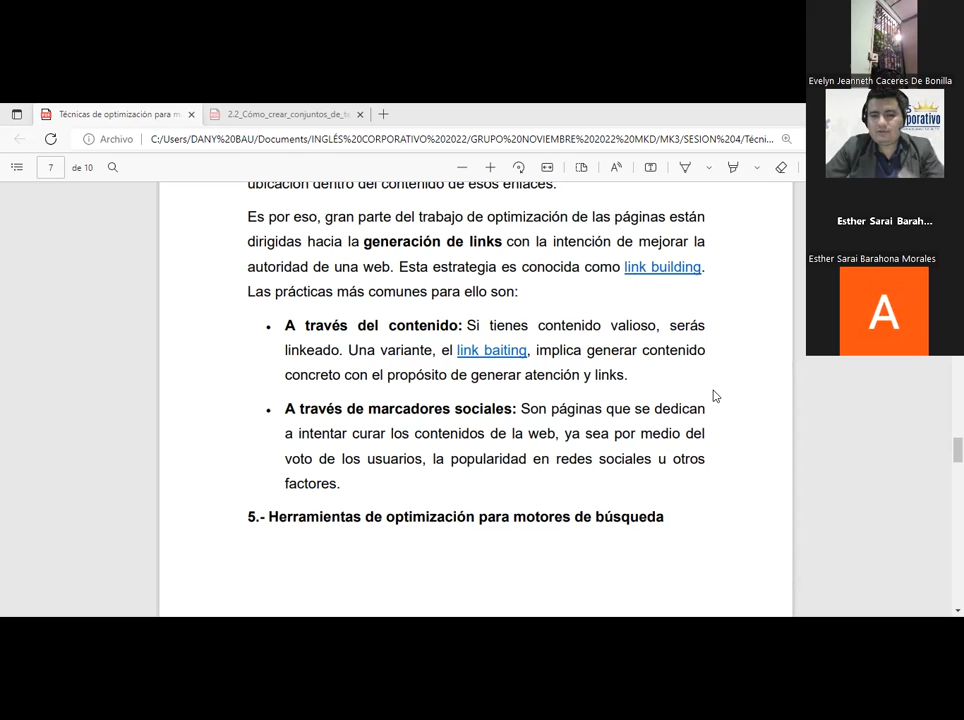 Evelyn Jeanneth Caceres De Bonilla
Técnicas de optimización para m
2.2_Cómo_crear_conjuntos_de_t
Archivo
C:/Users/DANY%20BAU/Documents/INGLÉS%20CORPORATIVO%202022/GRUPO%20NOVIEMBRE%202022%20MKD/MK3/SESION%204/Técni...
7 de 10
ubicación dentro del contenido de esos enlaces.
Es por eso, gran parte del trabajo de optimización de las páginas están
dirigidas hacia la generación de links con la intención de mejorar la
autoridad de una web. Esta estrategia es conocida como link building.
Las prácticas más comunes para ello son:
• A través del contenido: Si tienes contenido valioso, serás
linkeado. Una variante, el link baiting, implica generar contenido
concreto con el propósito de generar atención y links.
• A través de marcadores sociales: Son páginas que se dedican
a intentar curar los contenidos de la web, ya sea por medio del
voto de los usuarios, la popularidad en redes sociales u otros
factores.
5.- Herramientas de optimización para motores de búsqueda
Esther Sarai Barah...
Esther Sarai Barahona Morales
A